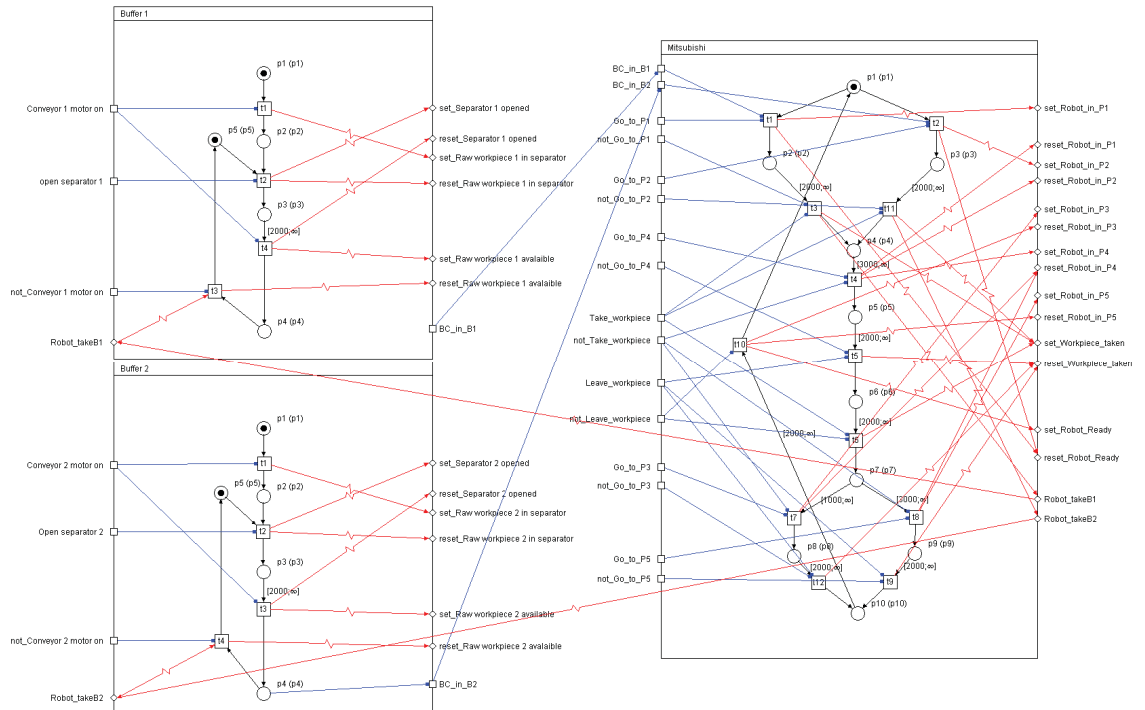 Buffer 1
p1 (p1)
Conveyor 1 motor on
t1
set_Separator 1 opened
p5 (p5)
p2 (p2)
reset_Separator 1 opened
set_Raw workpiece 1 in separator
open separator 1
t2
reset_Raw workpiece 1 in separator
p3 (p3)
[2000;∞]
t4
set_Raw workpiece 1 avalaible
not_Conveyor 1 motor on
t3
reset_Raw workpiece 1 avalaible
p4 (p4)
BC_in_B1
Robot_takeB1
Buffer 2
p1 (p1)
Conveyor 2 motor on
t1
set_Separator 2 opened
p5 (p5)
p2 (p2)
reset_Separator 2 opened
set_Raw workpiece 2 in separator
Open separator 2
t2
reset_Raw workpiece 2 in separator
p3 (p3)
[2000;∞]
t3
set_Raw workpiece 2 available
not_Conveyor 2 motor on
t4
reset_Raw workpiece 2 avalaible
p4 (p4)
BC_in_B2
Robot_takeB2
Mitsubishi
BC_in_B1
BC_in_B2
p1 (p1)
set_Robot_in_P1
Go_to_P1
t1
t2
not_Go_to_P1
reset_Robot_in_P1
p2 (p2)
p3 (p3)
set_Robot_in_P2
Go_to_P2
reset_Robot_in_P2
[2000;∞]
[2000;∞]
not_Go_to_P2
t3
t11
set_Robot_in_P3
reset_Robot_in_P3
Go_to_P4
p4 (p4)
set_Robot_in_P4
not_Go_to_P4
[3000;∞]
reset_Robot_in_P4
t4
set_Robot_in_P5
Take_workpiece
p5 (p5)
reset_Robot_in_P5
not_Take_workpiece
[2000;∞]
t10
set_Workpiece_taken
t5
reset_Workpiece_taken
Leave_workpiece
p6 (p6)
not_Leave_workpiece
[2000;∞]
[2000;∞]
set_Robot_Ready
t6
Go_to_P3
p7 (p7)
reset_Robot_Ready
not_Go_to_P3
[1000;∞]
[3000;∞]
Robot_takeB1
t7
t8
Robot_takeB2
Go_to_P5
p8 (p8)
p9 (p9)
[2000;∞]
[2000;∞]
not_Go_to_P5
t12
t9
p10 (p10)